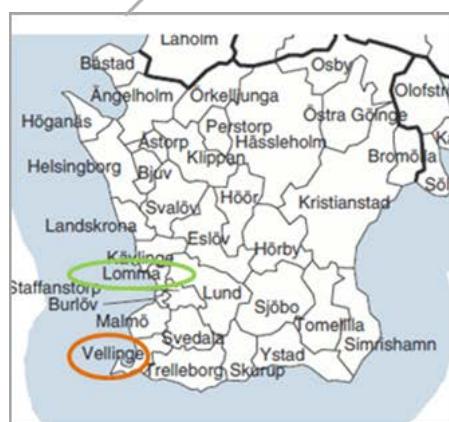 Laholm
Båstad
Osby
Ängelholm
Örkelljunga
Olofstr
Höganäs
Perstorp
Östra Göinge
Åstorp
Hässleholm
Klippan
Bromölla
Helsingborg
Bjuv
Höör
Kristianstad
Svalöv
Landskrona
Eslöv
Hörby
Kävlinge
Lomma
Staffanstorp
Burlöv
Lund
Sjöbo
Malmö
Tomelilla
Svedala
Simrishamn
Vellinge
Ystad
Trelleborg
Skurup